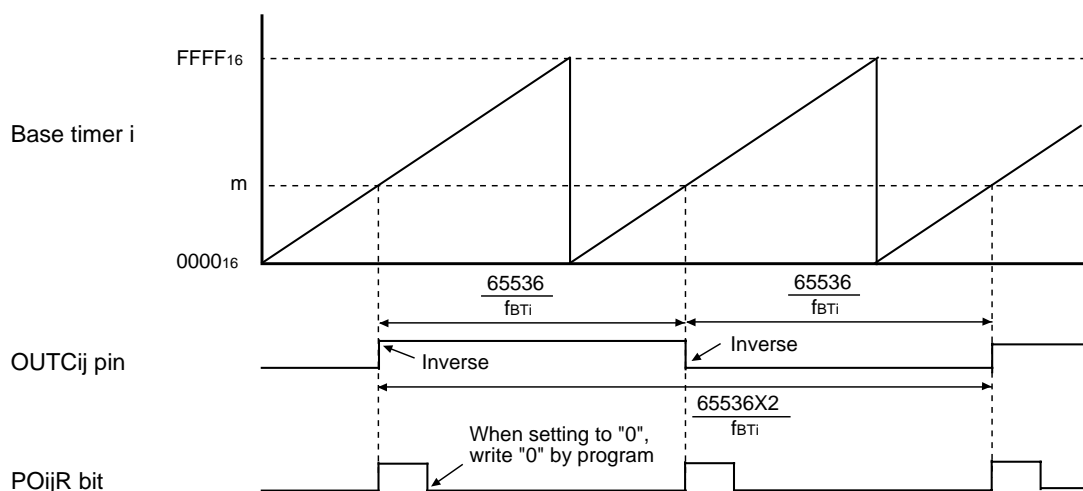 FFFF16
Base timer i
m
000016
65536
fBTi
65536
fBTi
OUTCij pin
Inverse
Inverse
65536X2
fBTi
When setting to "0",
write "0" by program
POijR bit